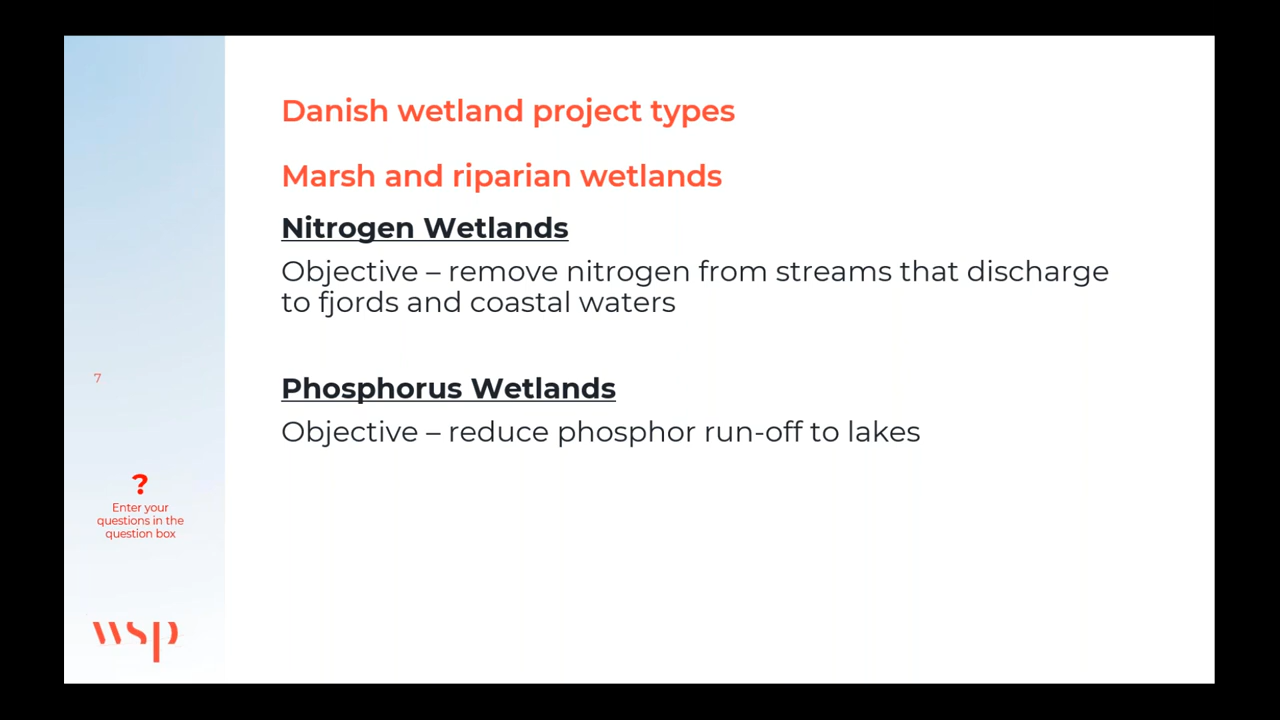 Danish wetland project types
Marsh and riparian wetlands
Nitrogen Wetlands
Objective – remove nitrogen from streams that discharge
to fjords and coastal waters
7
Phosphorus Wetlands
Objective – reduce phosphor run-off to lakes
?
Enter your
questions in the
question box
wsp